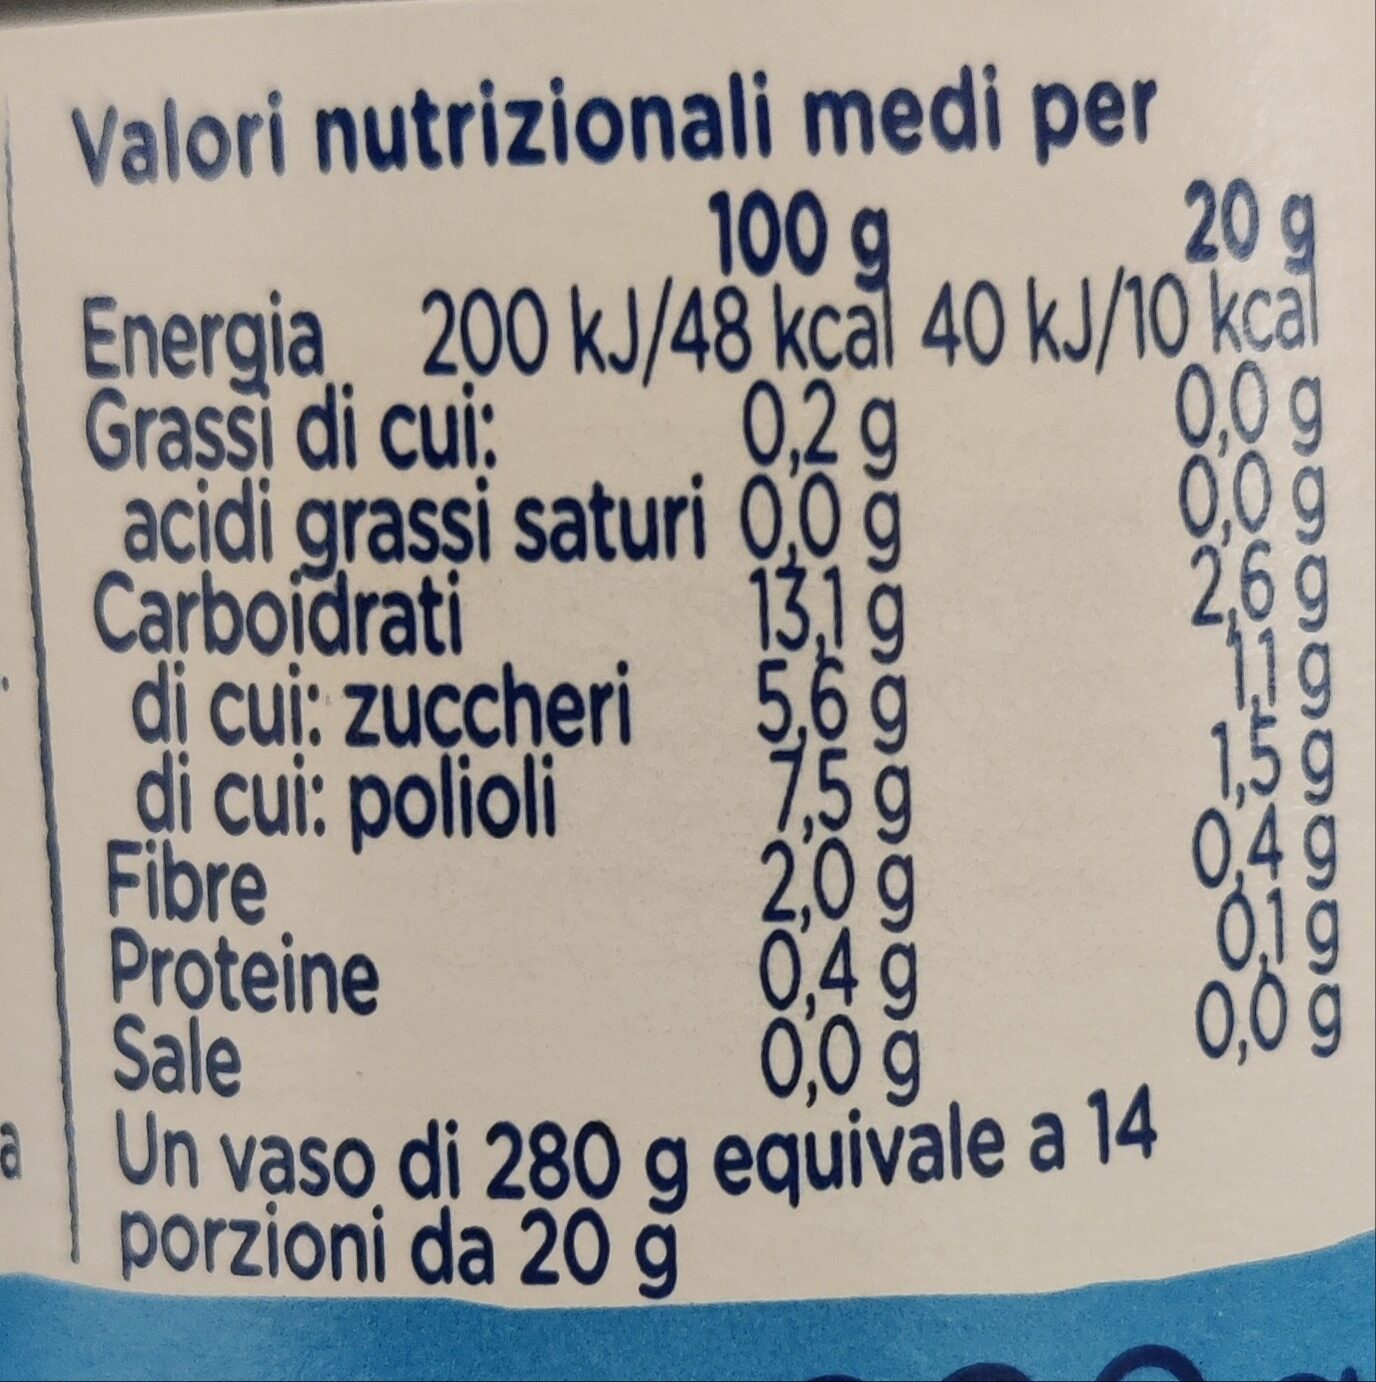 Valori nutrizionali medi per
100 g 20 g
Energia 200 kJ/48 kcal 40 kJ/10 kcal
Grassi di cui: 0,2 g 0,0 g
acidi grassi saturi 0,0 g 0,0 g
Carboidrati 13,1 g 2,6 g
di cui: zuccheri 5,6 g 1,1 g
di cui: polioli 7,5 g 1,5 g
Fibre 2,0 g 0,4 g
Proteine 0,4 g 0,1 g
Sale 0,0 g 0,0 g
Un vaso di 280 g equivale a 14
porzioni da 20 g